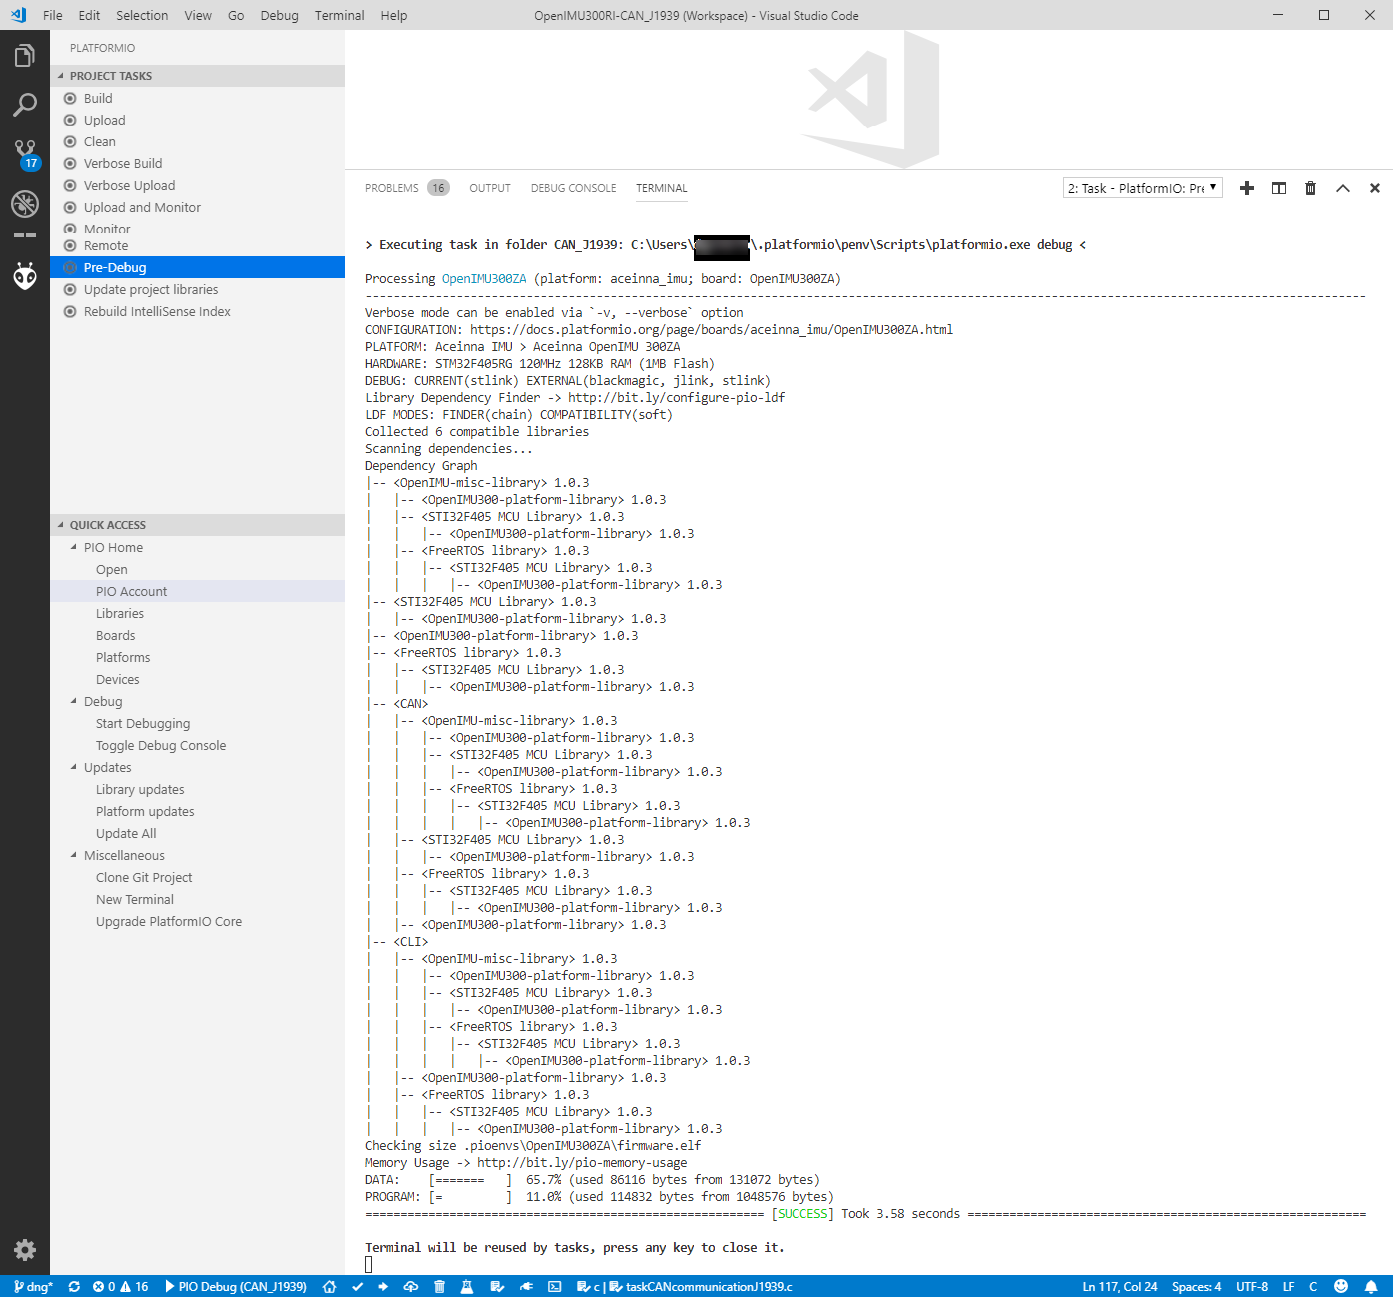 File Edit Selection View Go Debug Terminal Help OpenIMU300RI-CAN_J1939 (Workspace) - Visual Studio Code
PLATFORMIO
PROJECT TASKS
Build
Upload
Clean
Verbose Build
Verbose Upload
Upload and Monitor
Monitor
Remote
Pre-Debug
Update project libraries
Rebuild IntelliSense Index
17
QUICK ACCESS
PIO Home
Open
PIO Account
Libraries
Boards
Platforms
Devices
Debug
Start Debugging
Toggle Debug Console
Updates
Library updates
Platform updates
Update All
Miscellaneous
Clone Git Project
New Terminal
Upgrade PlatformIO Core
PROBLEMS 16 OUTPUT DEBUG CONSOLE TERMINAL 2: Task - PlatformIO: Pre
> Executing task in folder CAN_J1939: C:\Users\ \.platformio\penv\Scripts\platformio.exe debug <
Processing OpenIMU300ZA (platform: aceinna_imu; board: OpenIMU300ZA)
--------------------------------------------------------------------------------
Verbose mode can be enabled via `-v, --verbose` option
CONFIGURATION: https://docs.platformio.org/page/boards/aceinna_imu/OpenIMU300ZA.html
PLATFORM: Aceinna IMU > Aceinna OpenIMU 300ZA
HARDWARE: STM32F405RG 120MHz 128KB RAM (1MB Flash)
DEBUG: CURRENT(stlink) EXTERNAL(blackmagic, jlink, stlink)
Library Dependency Finder -> http://bit.ly/configure-pio-ldf
LDF MODES: FINDER(chain) COMPATIBILITY(soft)
Collected 6 compatible libraries
Scanning dependencies...
Dependency Graph
|-- <OpenIMU-misc-library> 1.0.3
|   |-- <OpenIMU300-platform-library> 1.0.3
|   |-- <STI32F405 MCU Library> 1.0.3
|   |   |-- <OpenIMU300-platform-library> 1.0.3
|   |-- <FreeRTOS library> 1.0.3
|   |   |-- <STI32F405 MCU Library> 1.0.3
|   |   |   |-- <OpenIMU300-platform-library> 1.0.3
|-- <STI32F405 MCU Library> 1.0.3
|   |-- <OpenIMU300-platform-library> 1.0.3
|-- <OpenIMU300-platform-library> 1.0.3
|-- <FreeRTOS library> 1.0.3
|   |-- <STI32F405 MCU Library> 1.0.3
|   |   |-- <OpenIMU300-platform-library> 1.0.3
|-- <CAN>
|   |-- <OpenIMU-misc-library> 1.0.3
|   |   |-- <OpenIMU300-platform-library> 1.0.3
|   |   |-- <STI32F405 MCU Library> 1.0.3
|   |   |   |-- <OpenIMU300-platform-library> 1.0.3
|   |   |-- <FreeRTOS library> 1.0.3
|   |   |   |-- <STI32F405 MCU Library> 1.0.3
|   |   |   |   |-- <OpenIMU300-platform-library> 1.0.3
|   |-- <STI32F405 MCU Library> 1.0.3
|   |   |-- <OpenIMU300-platform-library> 1.0.3
|   |-- <FreeRTOS library> 1.0.3
|   |   |-- <STI32F405 MCU Library> 1.0.3
|   |   |   |-- <OpenIMU300-platform-library> 1.0.3
|   |-- <OpenIMU300-platform-library> 1.0.3
|-- <CLI>
|   |-- <OpenIMU-misc-library> 1.0.3
|   |   |-- <OpenIMU300-platform-library> 1.0.3
|   |   |-- <STI32F405 MCU Library> 1.0.3
|   |   |   |-- <OpenIMU300-platform-library> 1.0.3
|   |   |-- <FreeRTOS library> 1.0.3
|   |   |   |-- <STI32F405 MCU Library> 1.0.3
|   |   |   |   |-- <OpenIMU300-platform-library> 1.0.3
|   |-- <OpenIMU300-platform-library> 1.0.3
|   |-- <FreeRTOS library> 1.0.3
|   |   |-- <STI32F405 MCU Library> 1.0.3
|   |   |   |-- <OpenIMU300-platform-library> 1.0.3
Checking size .pioenvs\OpenIMU300ZA\firmware.elf
Memory Usage -> http://bit.ly/pio-memory-usage
DATA:    [=======   ]  65.7% (used 86116 bytes from 131072 bytes)
PROGRAM: [=         ]  11.0% (used 114832 bytes from 1048576 bytes)
========================================================= [SUCCESS] Took 3.58 seconds =========================================================
Terminal will be reused by tasks, press any key to close it.
dng* 0 16 PIO Debug (CAN_J1939) c | taskCANcommunicationJ1939.c Ln 117, Col 24 Spaces: 4 UTF-8 LF C